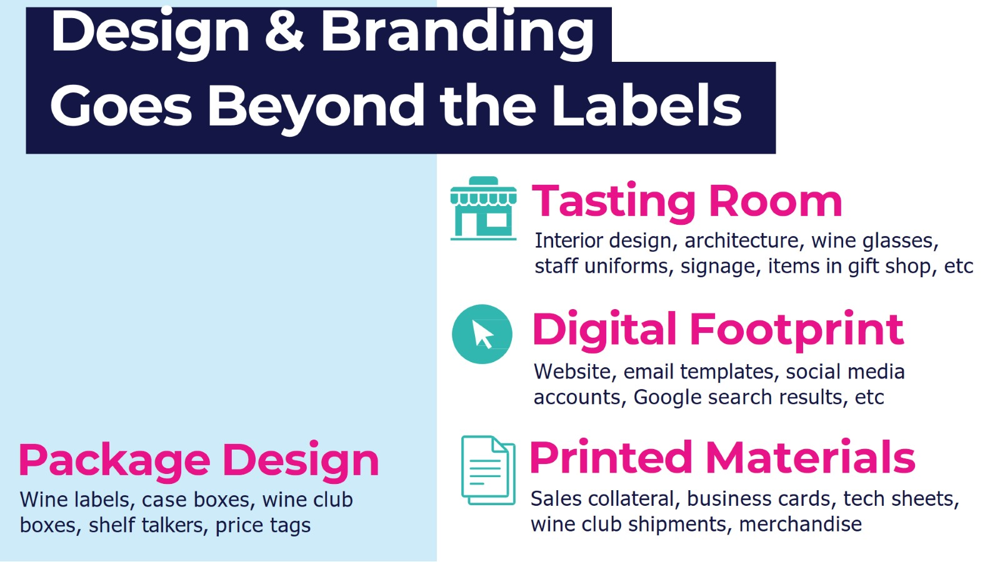 Design & Branding
Goes Beyond the Labels
Tasting Room
Interior design, architecture, wine glasses,
staff uniforms, signage, items in gift shop, etc
Digital Footprint
Website, email templates, social media
accounts, Google search results, etc
Package Design
Wine labels, case boxes, wine club
boxes, shelf talkers, price tags
Printed Materials
Sales collateral, business cards, tech sheets,
wine club shipments, merchandise